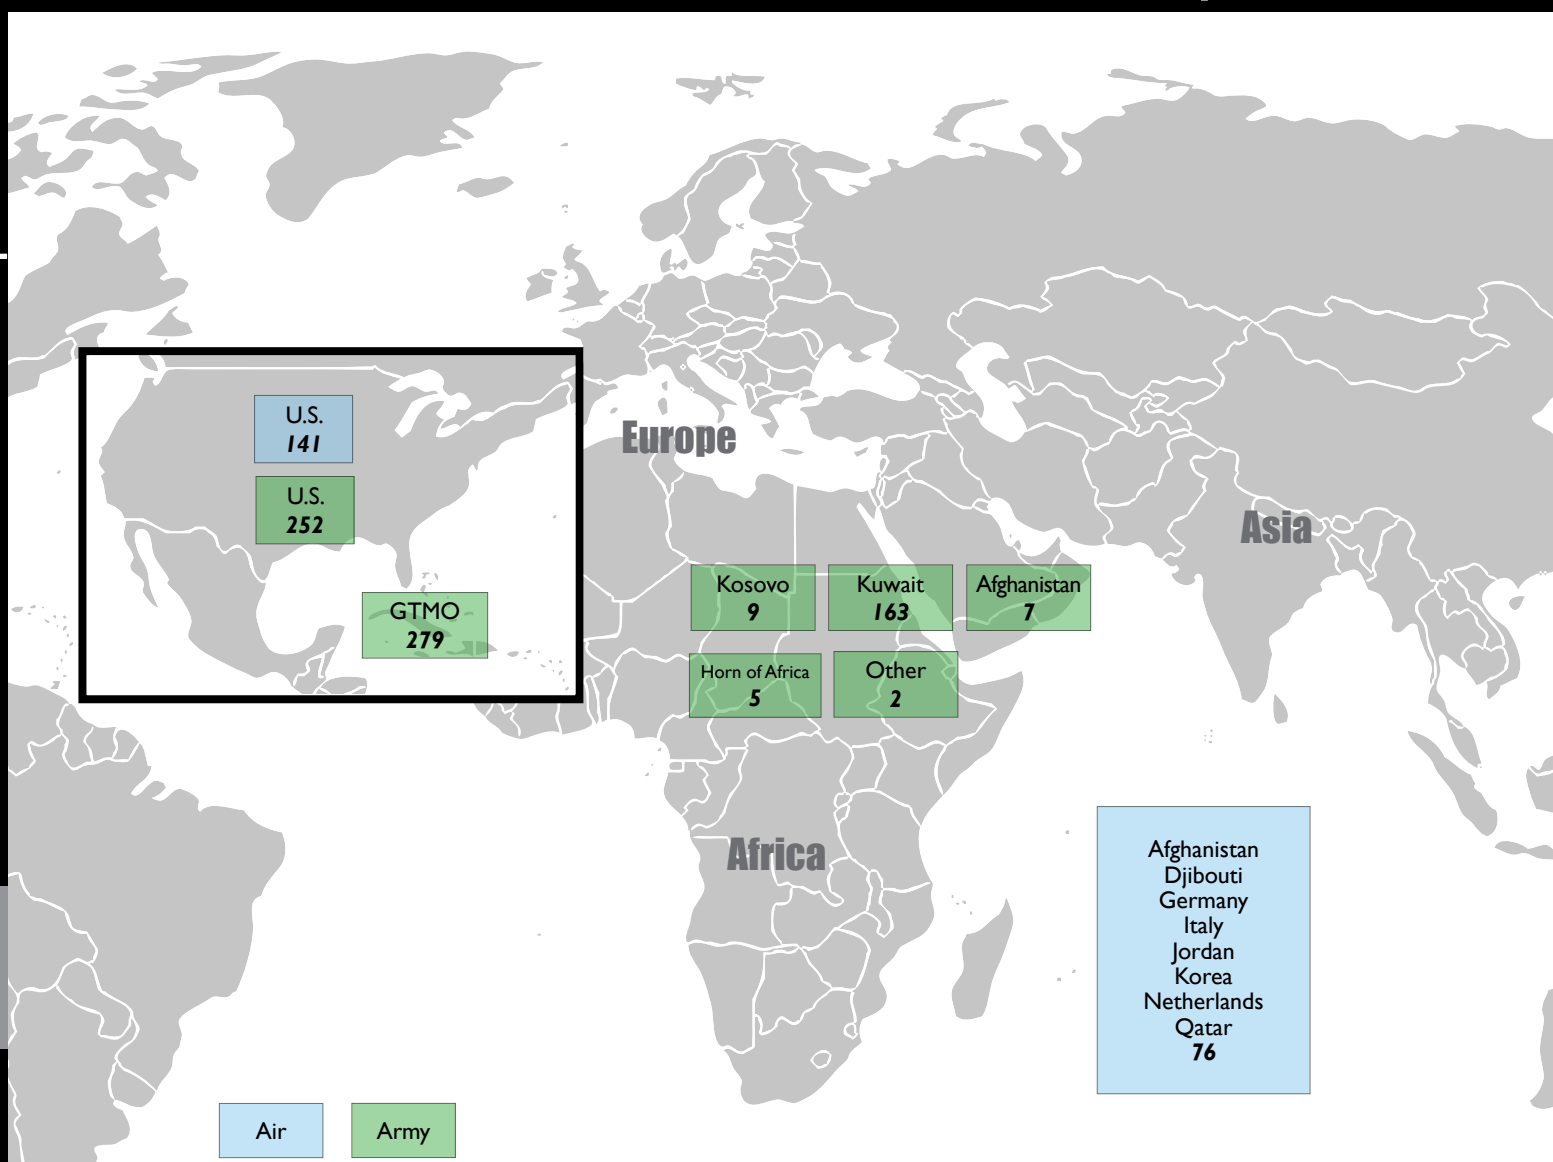 U.S.
141
U.S.
252
GTMO
279
Europe
Asia
Kosovo
9
Kuwait
163
Afghanistan
7
Horn of Africa
5
Other
2
Africa
Afghanistan
Djibouti
Germany
Italy
Jordan
Korea
Netherlands
Qatar
76
Air
Army